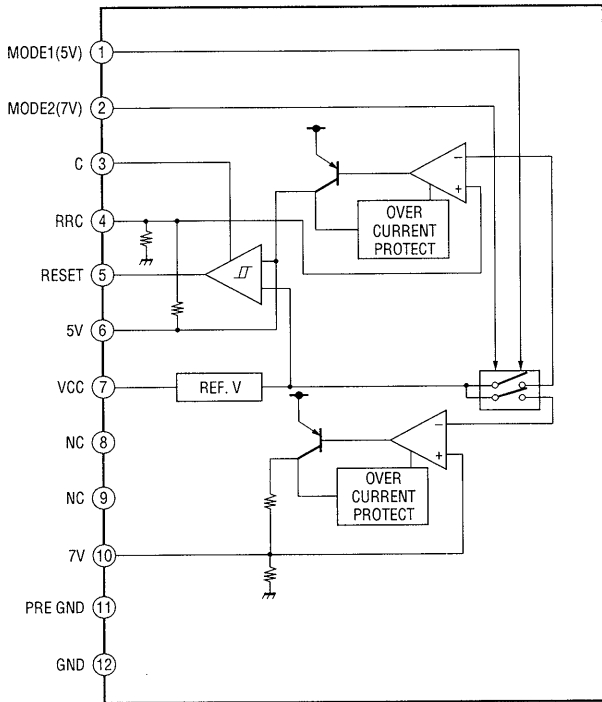 MODE1(5V) 1
MODE2(7V) 2
C 3
RRC 4
RESET 5
5V 6
VCC 7
NC 8
NC 9
7V 10
PRE GND 11
GND 12
−
+
OVER
CURRENT
PROTECT
REF. V
−
+
OVER
CURRENT
PROTECT